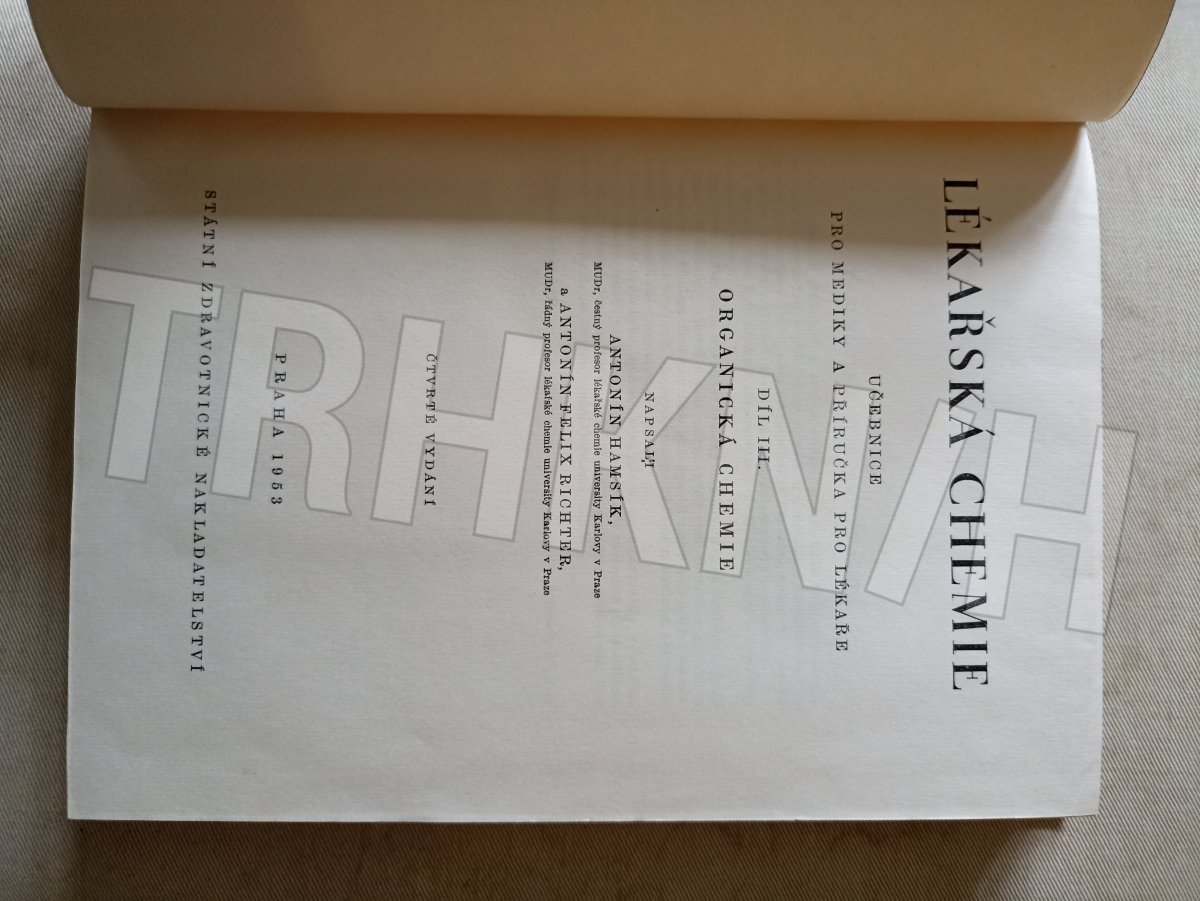 LÉKAŘSKÁ CHEMIE
UČEBNICE
PRO MEDIKY A PŘÍRUČKA PRO LÉKAŘE
DÍL III.
ORGANICKÁ CHEMIE
NAPSALI
ANTONÍN HAMSÍK,
MUDr, čestný profesor lékařské chemie university Karlovy v Praze
a ANTONÍN FELIX RICHTER,
MUDr, řádný profesor lékařské chemie university Karlovy v Praze
ČTVRTÉ VYDÁNÍ
PRAHA 1953
STÁTNÍ ZDRAVOTNICKÉ NAKLADATELSTVÍ